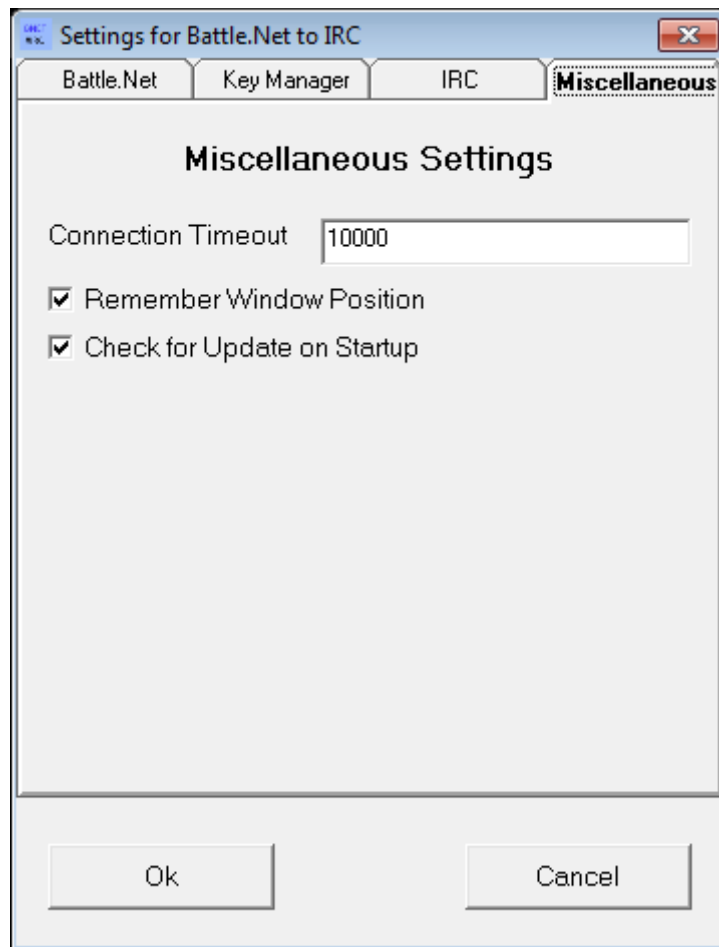 Settings for Battle.Net to IRC
Battle.Net Key Manager IRC Miscellaneous
Miscellaneous Settings
Connection Timeout 10000
Remember Window Position
Check for Update on Startup
Ok Cancel